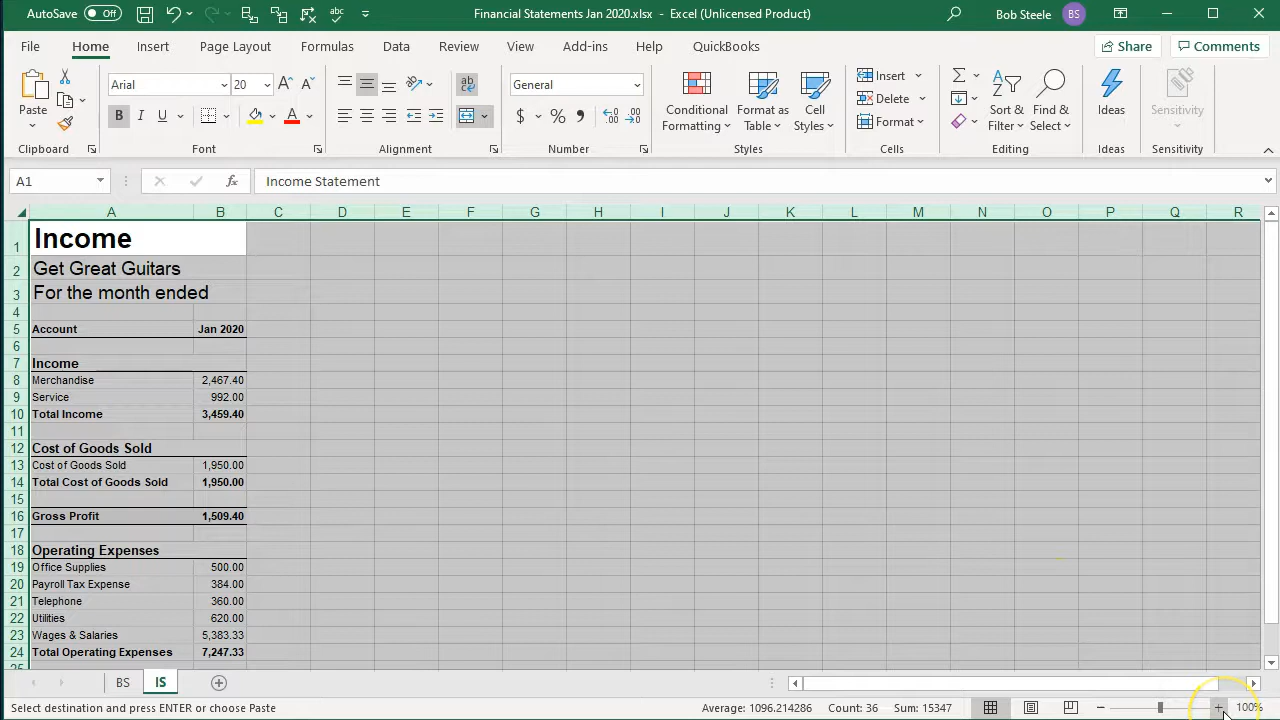 AutoSave Off
Financial Statements Jan 2020.xlsx - Excel (Unlicensed Product)
Bob Steele BS
File Home Insert Page Layout Formulas Data Review View Add-ins Help QuickBooks Share Comments
Paste
Clipboard
Arial 20
B I U A
Font
ab
Alignment
General
$ % ,
Number
Conditional Formatting
Format as Table
Cell Styles
Styles
Insert
Delete
Format
Cells
Sort & Filter
Find & Select
Editing
Ideas
Ideas
Sensitivity
Sensitivity
A1 fx Income Statement
A B C D E F G H I J K L M N O P Q R
1 Income
2 Get Great Guitars
3 For the month ended
4
5 Account Jan 2020
6
7 Income
8 Merchandise 2,467.40
9 Service 992.00
10 Total Income 3,459.40
11
12 Cost of Goods Sold
13 Cost of Goods Sold 1,950.00
14 Total Cost of Goods Sold 1,950.00
15
16 Gross Profit 1,509.40
17
18 Operating Expenses
19 Office Supplies 500.00
20 Payroll Tax Expense 384.00
21 Telephone 360.00
22 Utilities 620.00
23 Wages & Salaries 5,383.33
24 Total Operating Expenses 7,247.33
25
BS IS
Select destination and press ENTER or choose Paste Average: 1096.214286 Count: 36 Sum: 15347 100%